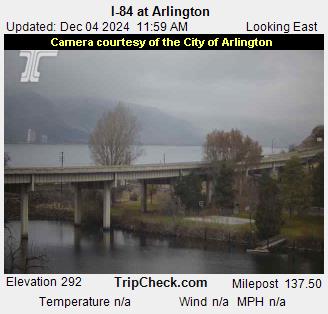 I-84 at Arlington
Updated: Dec 04 2024 11:59 AM Looking East
Camera courtesy of the City of Arlington
Elevation 292 TripCheck.com Milepost 137.50
Temperature n/a Wind n/a MPH n/a